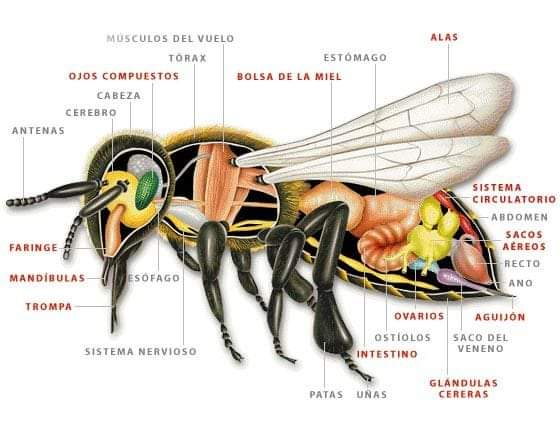 MÚSCULOS DEL VUELO
ALAS
TÓRAX
ESTÓMAGO
OJOS COMPUESTOS
BOLSA DE LA MIEL
CABEZA
CEREBRO
ANTENAS
SISTEMA
CIRCULATORIO
ABDOMEN
SACOS
AÉREOS
FARINGE
RECTO
MANDÍBULAS
ESÓFAGO
ANO
TROMPA
OVARIOS
AGUIJÓN
OSTÍOLOS
SACO DEL
VENENO
SISTEMA NERVIOSO
INTESTINO
GLÁNDULAS
CERERAS
PATAS
UÑAS